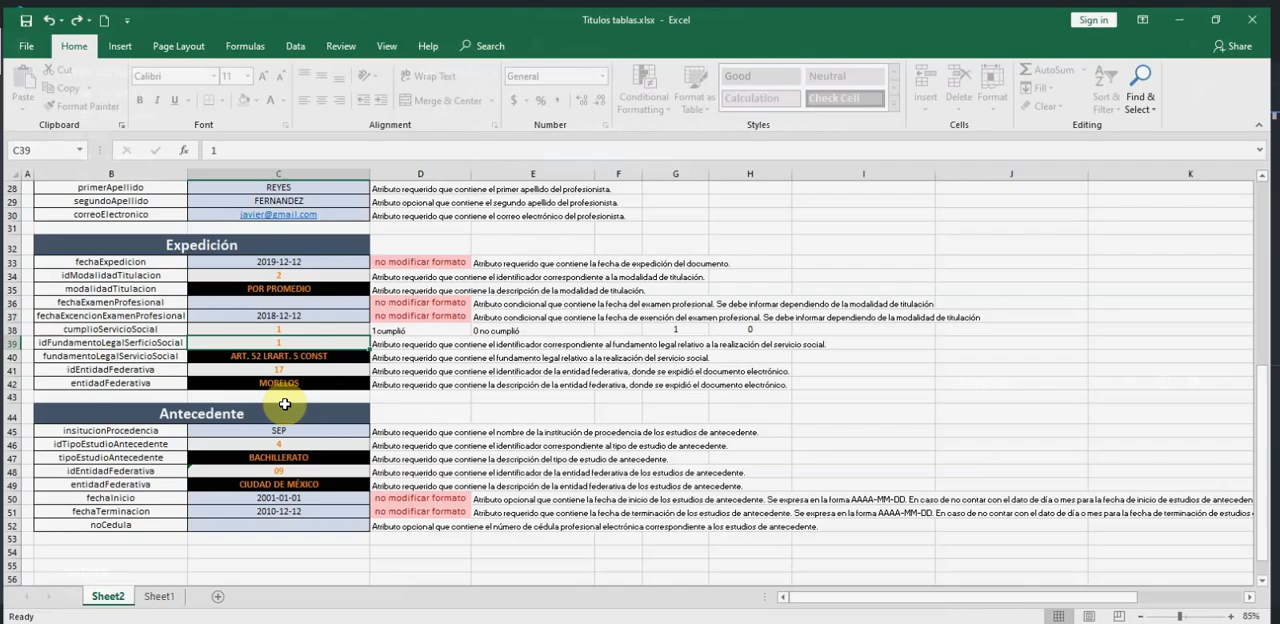 Titulos tablas.xlsx - Excel
Sign in
File Home Insert Page Layout Formulas Data Review View Help Search Share
Paste Cut Copy Format Painter Clipboard
Calibri 11 A A B I U A Font
Wrap Text Merge & Center Alignment
General $ % , Number
Conditional Formatting Format as Table Good Neutral Calculation Check Cell Styles
Insert Delete Format Cells
AutoSum Fill Clear Sort & Filter Find & Select Editing
C39 fx 1
A B C D E F G H I J K
28 primerApellido REYES Atributo requerido que contiene el primer apellido del profesionista.
29 segundoApellido FERNANDEZ Atributo opcional que contiene el segundo apellido del profesionista.
30 correoElectronico javier@gmail.com Atributo requerido que contiene el correo electrónico del profesionista.
31
32 Expedición
33 fechaExpedicion 2019-12-12 no modificar formato Atributo requerido que contiene la fecha de expedición del documento.
34 idModalidadTitulacion 2 Atributo requerido que contiene el identificador correspondiente a la modalidad de titulación.
35 modalidadTitulacion POR PROMEDIO Atributo requerido que contiene la descripción de la modalidad de titulación.
36 fechaExamenProfesional no modificar formato Atributo condicional que contiene la fecha del examen profesional. Se debe informar dependiendo de la modalidad de titulación
37 fechaExcencionExamenProfesional 2018-12-12 no modificar formato Atributo condicional que contiene la fecha de exención del examen profesional. Se debe informar dependiendo de la modalidad de titulación
38 cumplioServicioSocial 1 1 cumplió 0 no cumplió 1 0
39 idFundamentoLegalSerficioSocial 1 Atributo requerido que contiene el identificador correspondiente al fundamento legal relativo a la realización del servicio social.
40 fundamentoLegalServicioSocial ART. 52 LRART. 5 CONST Atributo requerido que contiene el fundamento legal relativo a la realización del servicio social.
41 idEntidadFederativa 17 Atributo requerido que contiene el identificador de la entidad federativa, donde se expidió el documento electrónico.
42 entidadFederativa MORELOS Atributo requerido que contiene la descripción de la entidad federativa, donde se expidió el documento electrónico.
43
44 Antecedente
45 insitucionProcedencia SEP Atributo requerido que contiene el nombre de la institución de procedencia de los estudios de antecedente.
46 idTipoEstudioAntecedente 4 Atributo requerido que contiene el identificador correspondiente al tipo de estudio de antecedente.
47 tipoEstudioAntecedente BACHILLERATO Atributo requerido que contiene la descripción del tipo de estudio de antecedente.
48 idEntidadFederativa 09 Atributo requerido que contiene el identificador de la entidad federativa de los estudios de antecedente.
49 entidadFederativa CIUDAD DE MÉXICO Atributo requerido que contiene la descripción de la entidad federativa de los estudios de antecedente.
50 fechaInicio 2001-01-01 no modificar formato Atributo opcional que contiene la fecha de inicio de los estudios de antecedente. Se expresa en la forma AAAA-MM-DD. En caso de no contar con el dato de día o mes para la fecha de inicio de estudios de anteceden
51 fechaTerminacion 2010-12-12 no modificar formato Atributo requerido que contiene la fecha de terminación de los estudios de antecedente. Se expresa en la forma AAAA-MM-DD. En caso de no contar con el dato de día o mes para la fecha de terminación de estudios
52 noCedula Atributo opcional que contiene el número de cédula profesional electrónica correspondiente a los estudios de antecedente.
53
54
55
56
Sheet2 Sheet1
Ready 85%